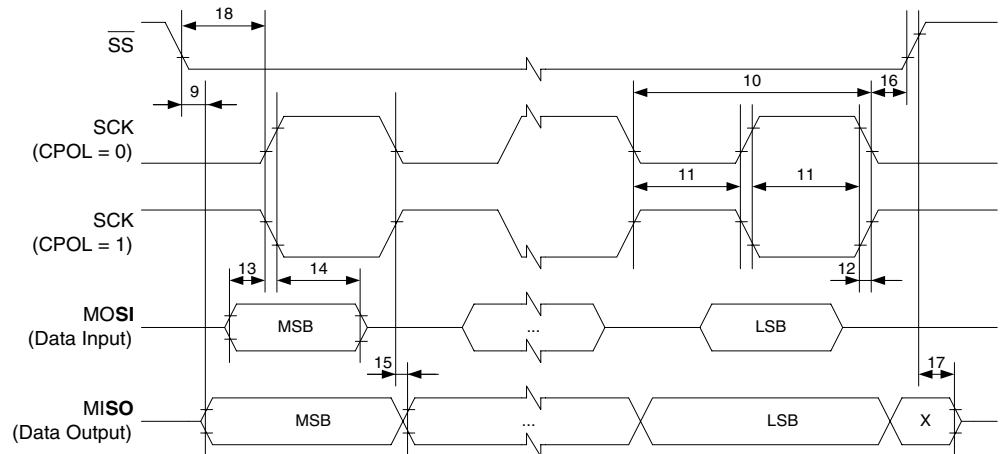 18
SS
10
9
16
SCK
(CPOL = 0)
11
11
SCK
(CPOL = 1)
13
14
12
MOSI
(Data Input)
MSB
...
LSB
15
17
MISO
(Data Output)
MSB
...
LSB
X